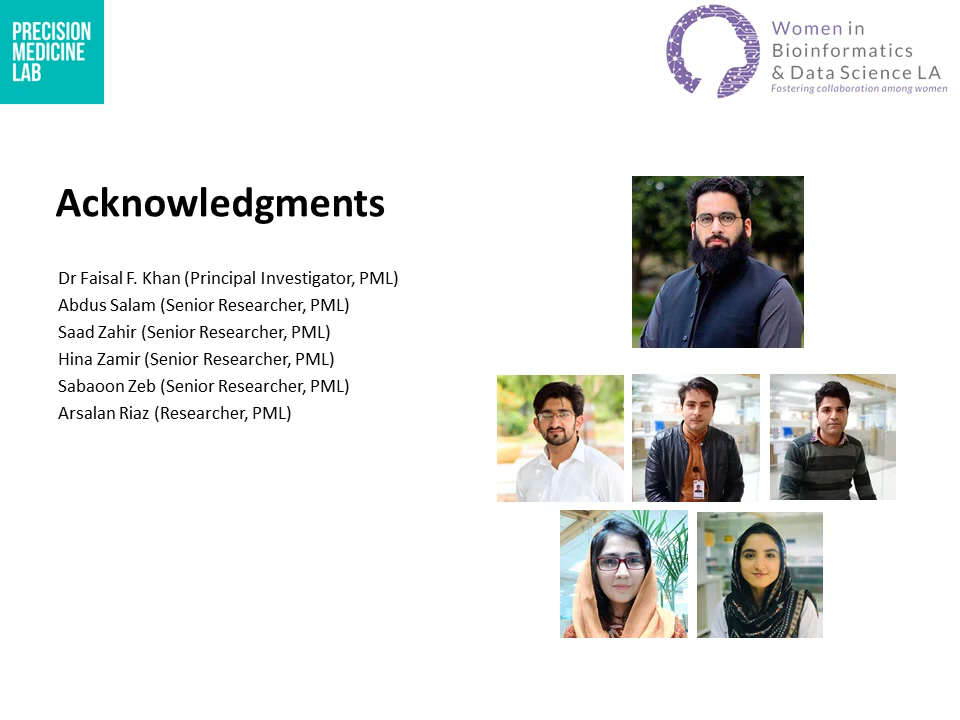 PRECISION
MEDICINE
LAB
Women in
Bioinformatics
& Data Science LA
Fostering collaboration among women
Acknowledgments
Dr Faisal F. Khan (Principal Investigator, PML)
Abdus Salam (Senior Researcher, PML)
Saad Zahir (Senior Researcher, PML)
Hina Zamir (Senior Researcher, PML)
Sabaoon Zeb (Senior Researcher, PML)
Arsalan Riaz (Researcher, PML)